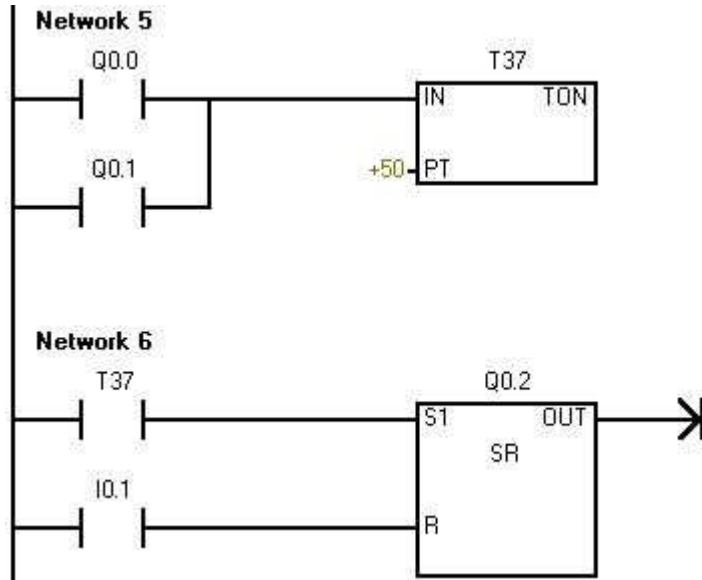 Network 5
Q0.0
T37
IN TON
Q0.1
+50 PT
Network 6
T37
Q0.2
S1 OUT
SR
I0.1
R